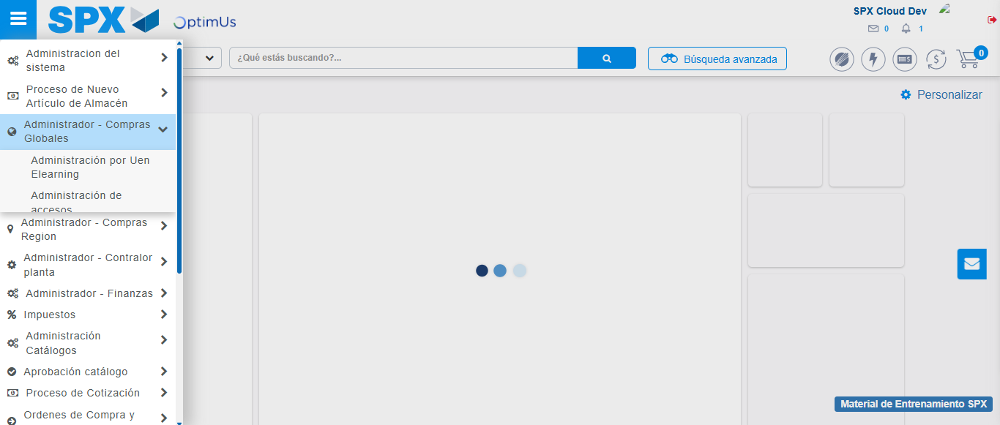 SPX
OptimUs
SPX Cloud Dev
0
1
¿Qué estás buscando?...
Búsqueda avanzada
$
$
0
Personalizar
Administracion del
sistema
Proceso de Nuevo
Artículo de Almacén
Administrador - Compras
Globales
Administración por Uen
Elearning
Administración de
accesos
Administrador - Compras
Region
Administrador - Contralor
planta
Administrador - Finanzas
Impuestos
Administración
Catálogos
Aprobación catálogo
Proceso de Cotización
Ordenes de Compra y
Material de Entrenamiento SPX